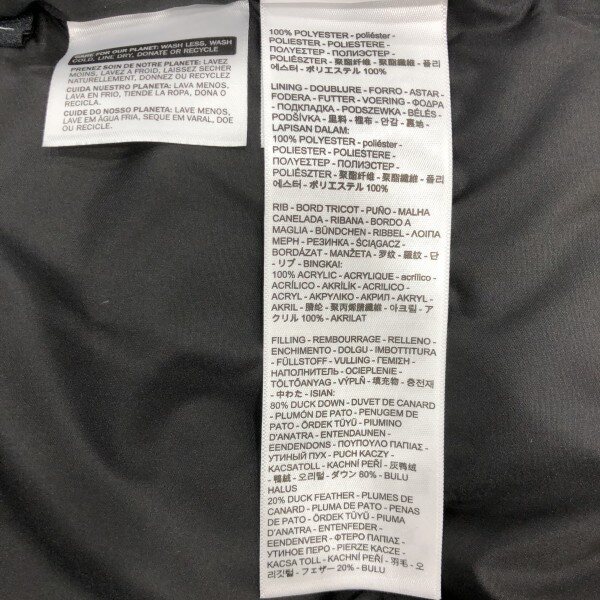 CARE FOR OUR PLANET: WASH LESS, WASH
COLD, LINE DRY, DONATE OR RECYCLE
PRENEZ SOIN DE NOTRE PLANETE: LAVEZ
MOINS, LAVEZ A FROID, LAISSEZ SÉCHER
NATURELLEMENT, DONNEZ OU RECYCLEZ
CUIDA NUESTRO PLANETA: LAVA MENOS,
LAVA EN FRÍO, TIENDE LA ROPA, DONA O
RECICLA.
CUIDE DO NOSSO PLANETA: LAVE MENOS,
LAVE EM ÁGUA FRIA, SEQUE EM VARAL, DOE
OU RECICLE.
100% POLYESTER - poliéster -
POLIESTER - POLIESTERE -
ΠΟΛΥΕΣΤΕΡ - ПОЛИЭСТЕР -
POLIÉSZTER - 聚酯纤维 - 聚酯纖維 - 폴리
에스터 - ポリエステル 100%
LINING - DOUBLURE - FORRO - ASTAR -
FODERA - FUTTER - VOERING - ΦΟΔΡΑ
- ПОДКЛАДКА - PODSZEWKA - BÉLÉS -
PODŠÍVKA - 里料 - 裡布 - 안감 - 裏地 -
LAPISAN DALAM:
100% POLYESTER - poliéster -
POLIESTER - POLIESTERE -
ΠΟΛΥΕΣΤΕΡ - ПОЛИЭСТЕР -
POLIÉSZTER - 聚酯纤维 - 聚酯纖維 - 폴리
에스터 - ポリエステル 100%
RIB - BORD TRICOT - PUÑO - MALHA
CANELADA - RIBANA - BORDO A
MAGLIA - BÜNDCHEN - RIBBEL - ΛΟΙΠΑ
ΜΕΡΗ - РЕЗИНКА - ŚCIĄGACZ -
BORDÁZAT - MANŽETA - 罗纹 - 羅紋 - 단
- リブ - BINGKAI:
100% ACRYLIC - ACRYLIQUE - acrílico -
ACRÍLICO - AKRİLİK - ACRILICO -
ACRYL - ΑΚΡΥΛΙΚΟ - АКРИЛ - AKRYL -
AKRIL - 腈纶 - 聚丙烯腈纖維 - 아크릴 - ア
クリル 100% - AKRILAT
FILLING - REMBOURRAGE - RELLENO -
ENCHIMENTO - DOLGU - IMBOTTITURA
- FÜLLSTOFF - VULLING - ΓΕΜΙΣΗ -
НАПОЛНИТЕЛЬ - OCIEPLENIE -
TÖLTŐANYAG - VÝPLŇ - 填充物 - 충전재
- 中わた - ISIAN:
80% DUCK DOWN - DUVET DE CANARD
- PLUMÓN DE PATO - PENUGEM DE
PATO - ÖRDEK TÜYÜ - PIUMINO
D'ANATRA - ENTENDAUNEN -
EENDENDONS - ΠΟΥΠΟΥΛΟ ΠΑΠΙΑΣ -
УТИНЫЙ ПУХ - PUCH KACZY -
KACSATOLL - KACHNÍ PEŘÍ - 灰鸭绒
- 鴨絨 - 오리털 - ダウン 80% - BULU
HALUS
20% DUCK FEATHER - PLUMES DE
CANARD - PLUMA DE PATO - PENAS
DE PATO - ÖRDEK TÜYÜ - PIUMA
D'ANATRA - ENTENFEDER -
EENDENVEER - ΦΤΕΡΟ ΠΑΠΙΑΣ -
УТИНОЕ ПЕРО - PIERZE KACZE -
KACSA TOLL - KACHNÍ PEŘÍ - 羽毛 - 오
리깃털 - フェザー 20% - BULU